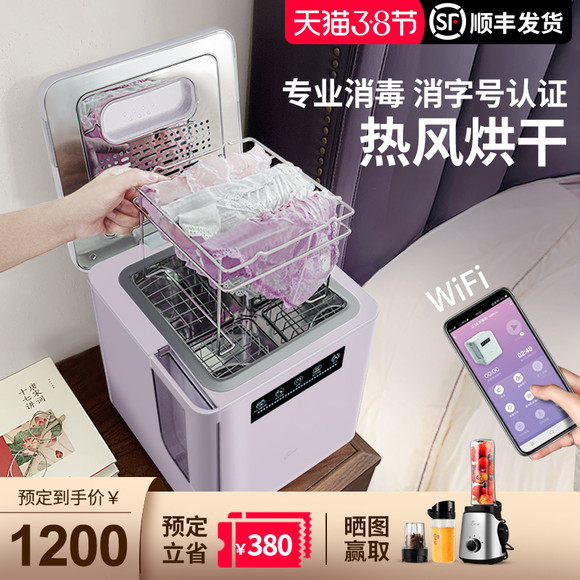 天猫3.8节
SF 顺丰发货
专业消毒 消字号认证
热风烘干
WiFi
02:49
唐宋词
十七讲
预定到手价￥
1200
预定
立省
￥380
晒图
赢取